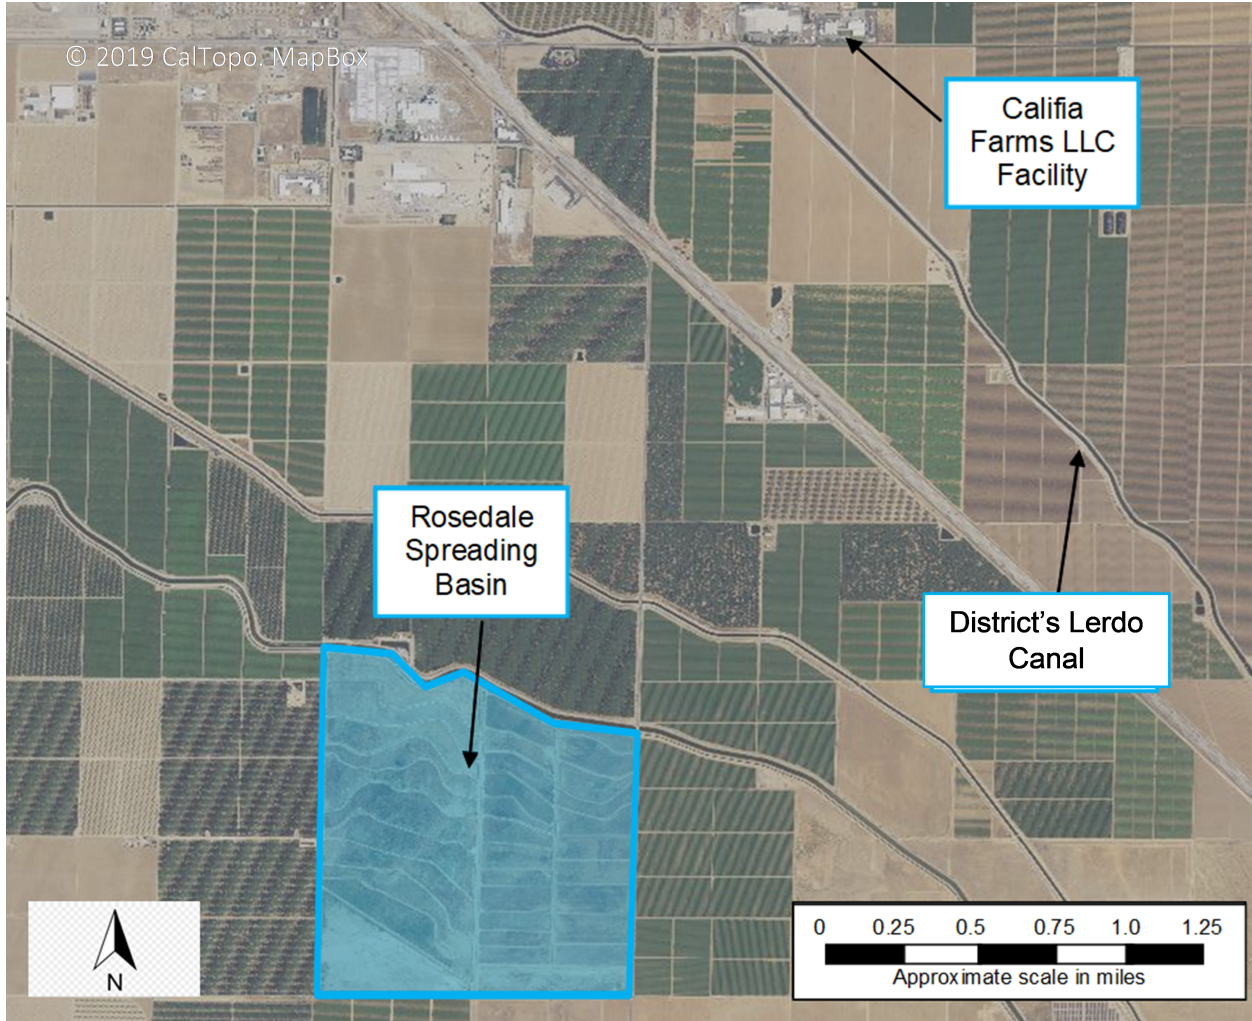 © 2019 CalTopo. MapBox
Califia
Farms LLC
Facility
Rosedale
Spreading
Basin
District's Lerdo
Canal
N
0 0.25 0.5 0.75 1.0 1.25
Approximate scale in miles